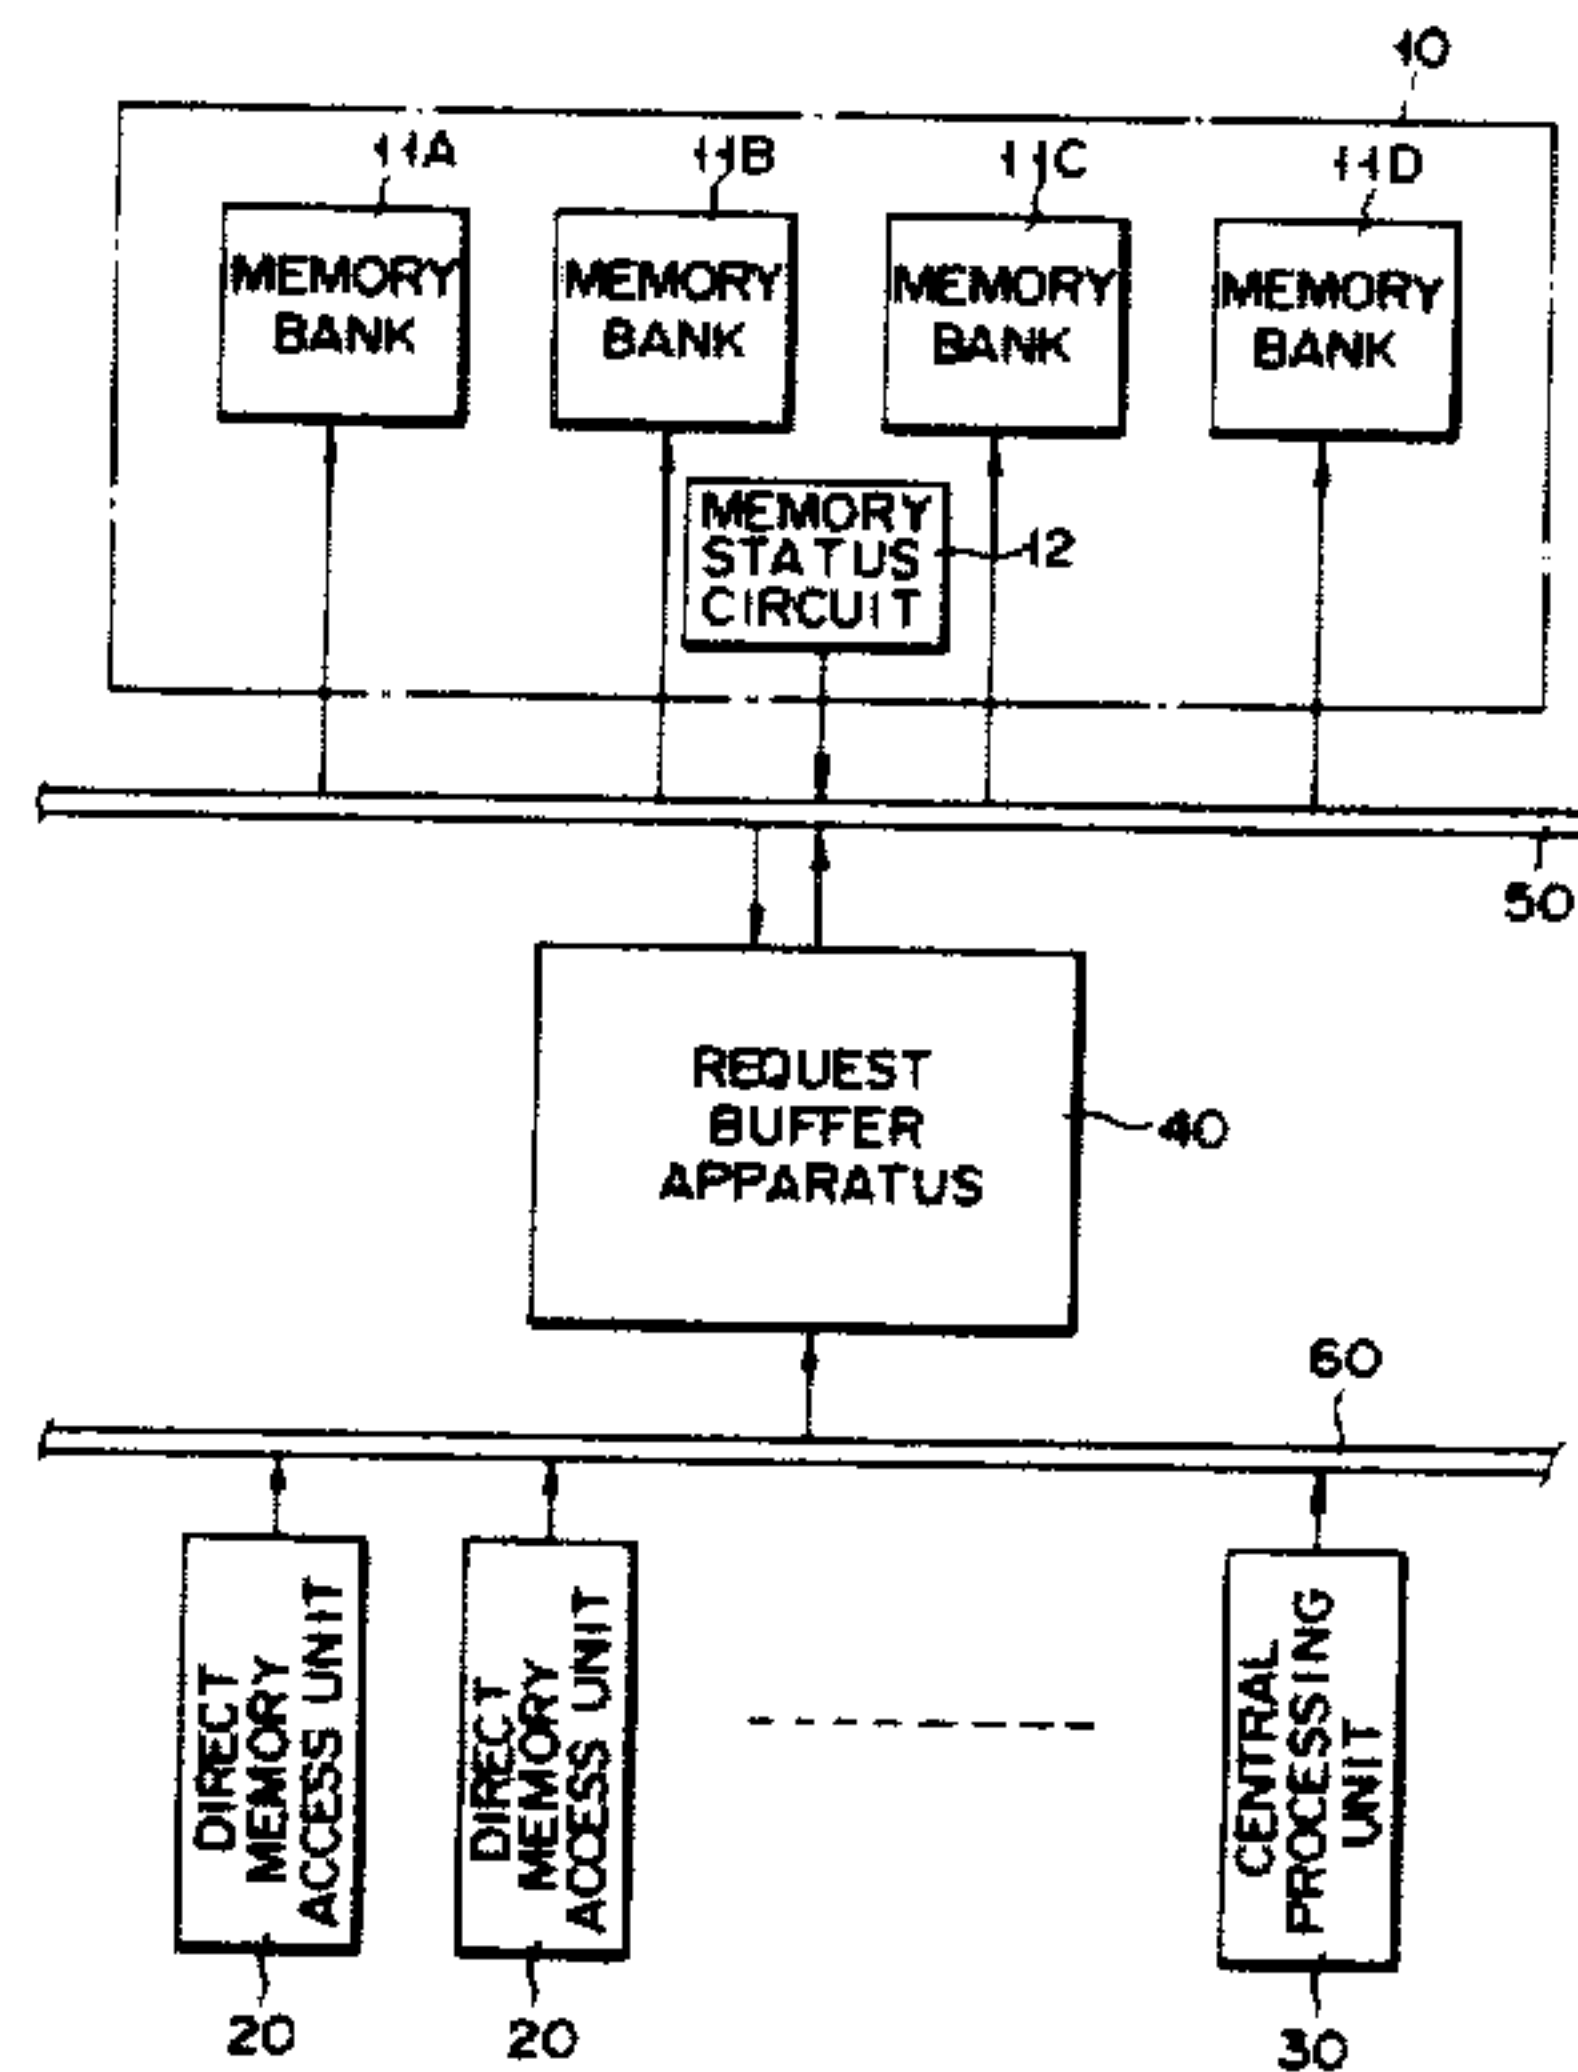 10
11A
11B
11C
11D
MEMORY
BANK
MEMORY
BANK
MEMORY
BANK
MEMORY
BANK
MEMORY
STATUS
CIRCUIT
12
50
REQUEST
BUFFER
APPARATUS
40
60
DIRECT
MEMORY
ACCESS UNIT
DIRECT
MEMORY
ACCESS UNIT
CENTRAL
PROCESSING
UNIT
20
20
30